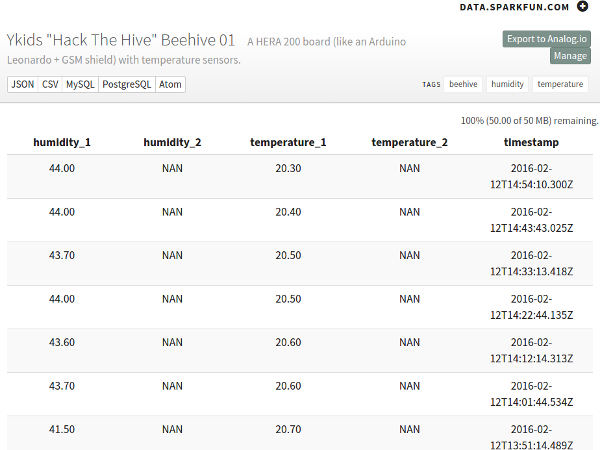 DATA.SPARKFUN.COM
Ykids "Hack The Hive" Beehive 01 A HERA 200 board (like an Arduino
Leonardo + GSM shield) with temperature sensors.
Export to Analog.io
Manage
JSON CSV MySQL PostgreSQL Atom
TAGS beehive humidity temperature
100% (50.00 of 50 MB) remaining.
humidity_1 humidity_2 temperature_1 temperature_2 timestamp
44.00 NAN 20.30 NAN 2016-02-
12T14:54:10.300Z
44.00 NAN 20.40 NAN 2016-02-
12T14:43:43.025Z
43.70 NAN 20.50 NAN 2016-02-
12T14:33:13.418Z
44.00 NAN 20.50 NAN 2016-02-
12T14:22:44.135Z
43.60 NAN 20.60 NAN 2016-02-
12T14:12:14.313Z
43.70 NAN 20.60 NAN 2016-02-
12T14:01:44.534Z
41.50 NAN 20.70 NAN 2016-02-
12T13:51:14.489Z